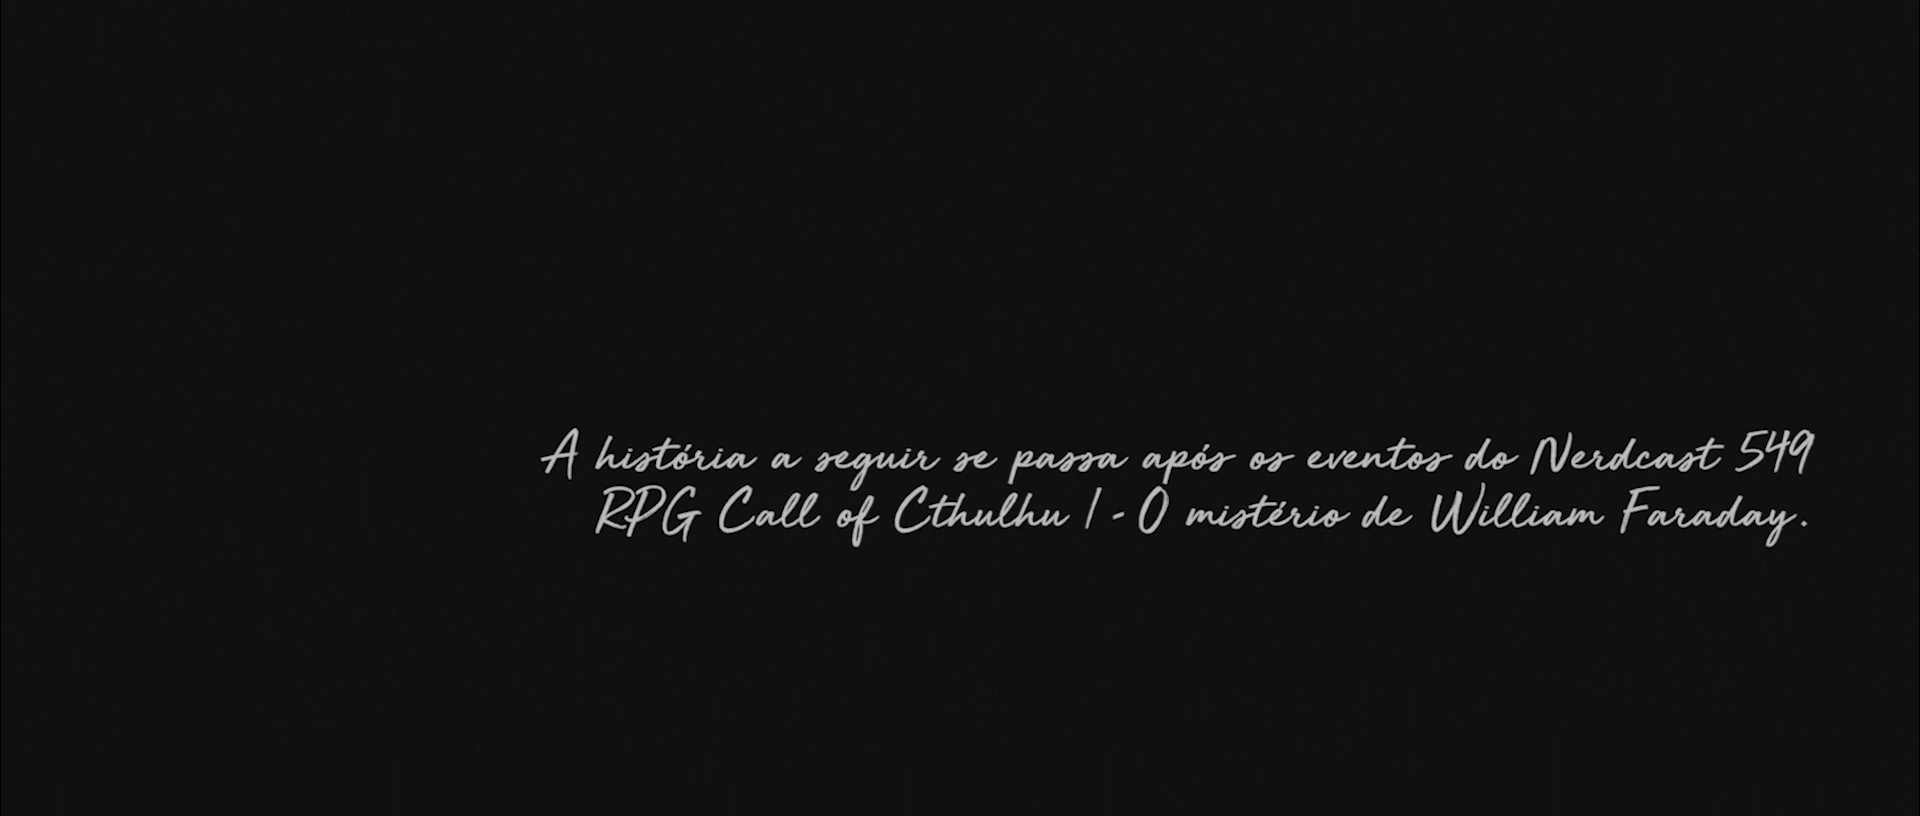 A história a seguir se passa após os eventos do Nerdcast 549
RPG Call of Cthulhu 1 - O mistério de William Faraday.